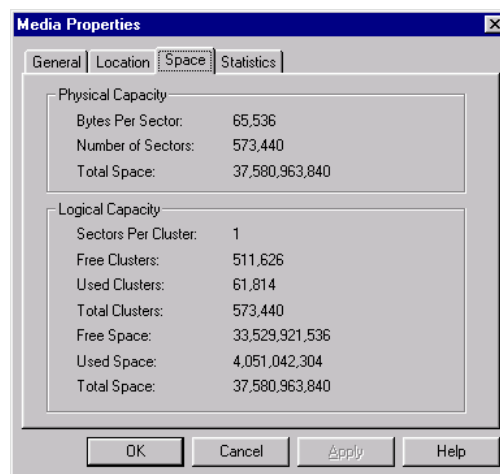 Media Properties
General Location Space Statistics
Physical Capacity
Bytes Per Sector: 65,536
Number of Sectors: 573,440
Total Space: 37,580,963,840
Logical Capacity
Sectors Per Cluster: 1
Free Clusters: 511,626
Used Clusters: 61,814
Total Clusters: 573,440
Free Space: 33,529,921,536
Used Space: 4,051,042,304
Total Space: 37,580,963,840
OK Cancel Apply Help